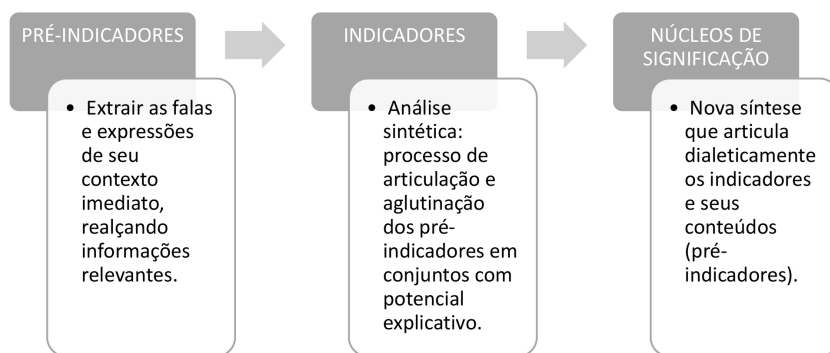 PRÉ-INDICADORES
• Extrair as falas
e expressões
de seu
contexto
imediato,
realçando
informações
relevantes.
INDICADORES
• Análise
sintética:
processo de
articulação e
aglutinação
dos pré-
indicadores em
conjuntos com
potencial
explicativo.
NÚCLEOS DE
SIGNIFICAÇÃO
• Nova síntese
que articula
dialeticamente
os indicadores
e seus
conteúdos
(pré-
indicadores).